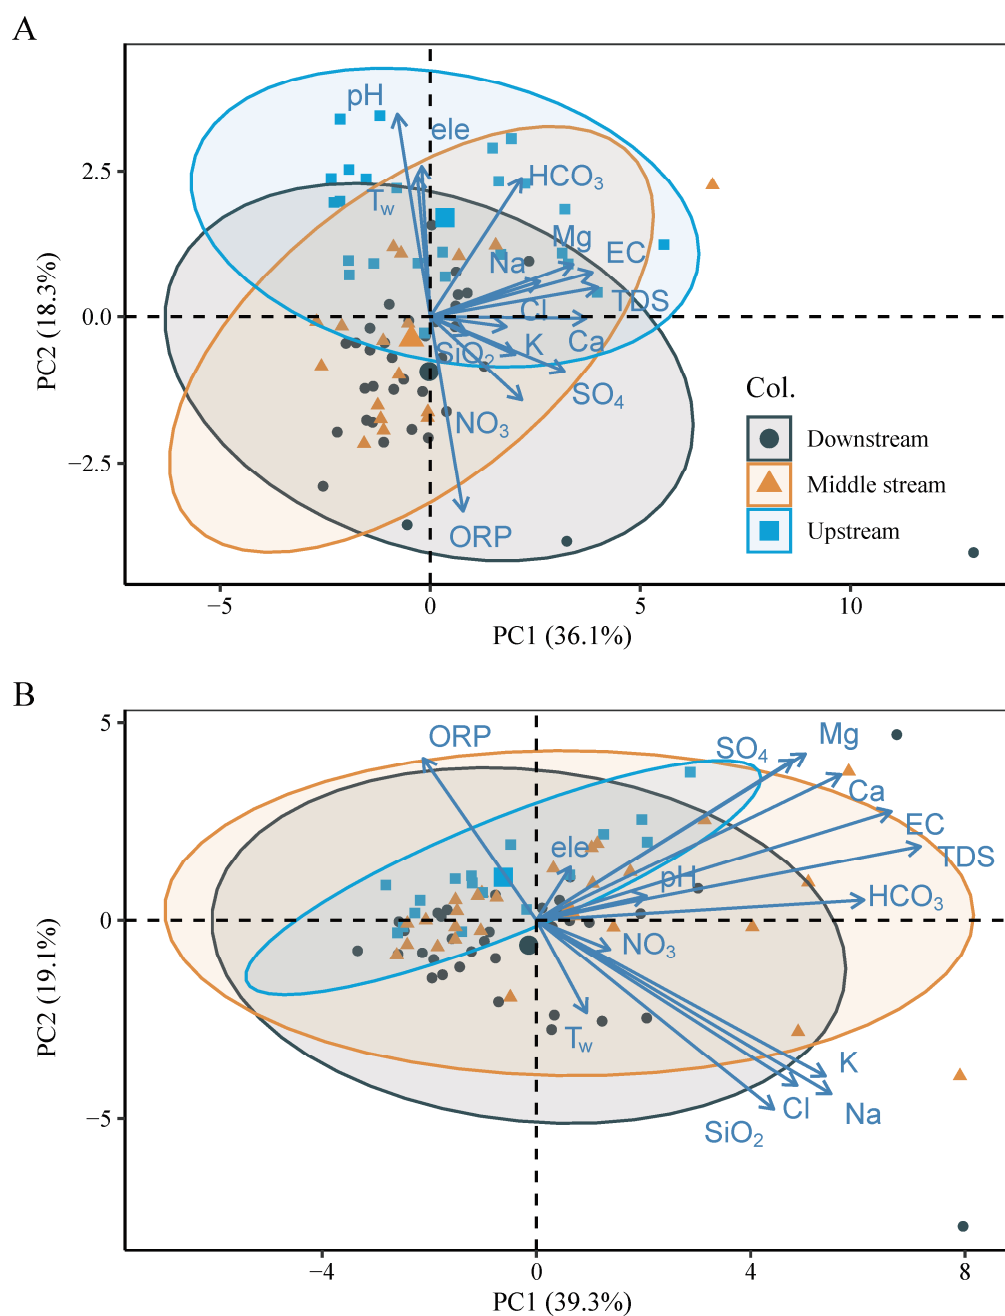 A
pH
ele
HCO₃
T_w
Mg
EC
Na
TDS
Cl
SiO₂
K
Ca
SO₄
NO₃
ORP
2.5
0.0
−2.5
PC2 (18.3%)
−5
0
5
10
PC1 (36.1%)
Col.
Downstream
Middle stream
Upstream
B
ORP
SO₄
Mg
Ca
EC
TDS
ele
pH
HCO₃
NO₃
T_w
K
Cl
Na
SiO₂
5
0
−5
PC2 (19.1%)
−4
0
4
8
PC1 (39.3%)